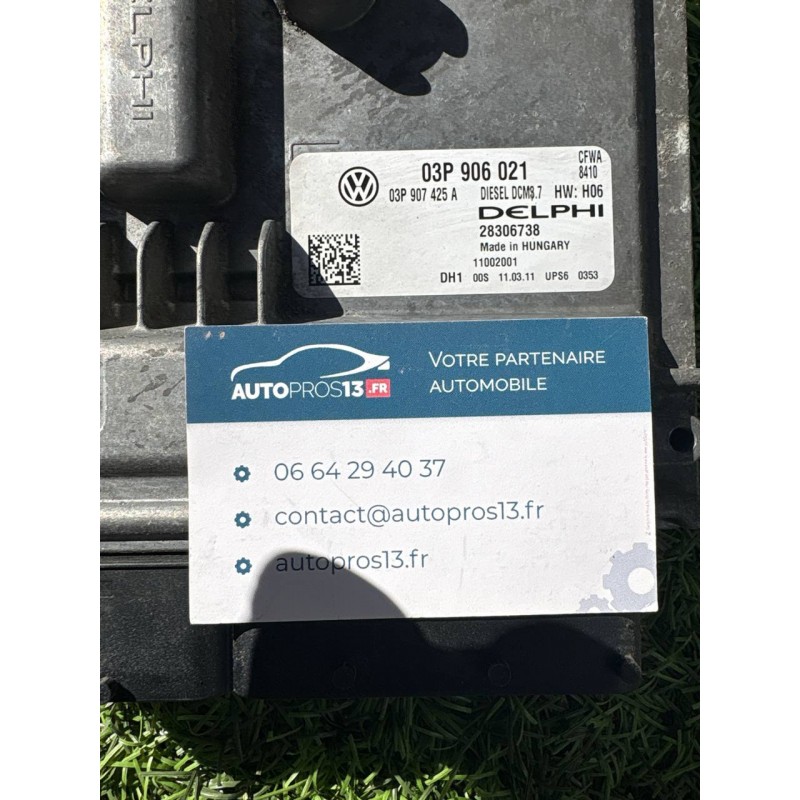 DELPHI
03P 906 021
CFWA
8410
03P 907 425 A DIESEL DCM3.7 HW: H06
DELPHI
28306738
Made in HUNGARY
11002001
DH1 00S 11.03.11 UPS6 0353
AUTOPROS13.FR
VOTRE PARTENAIRE
AUTOMOBILE
06 64 29 40 37
contact@autopros13.fr
autopros13.fr